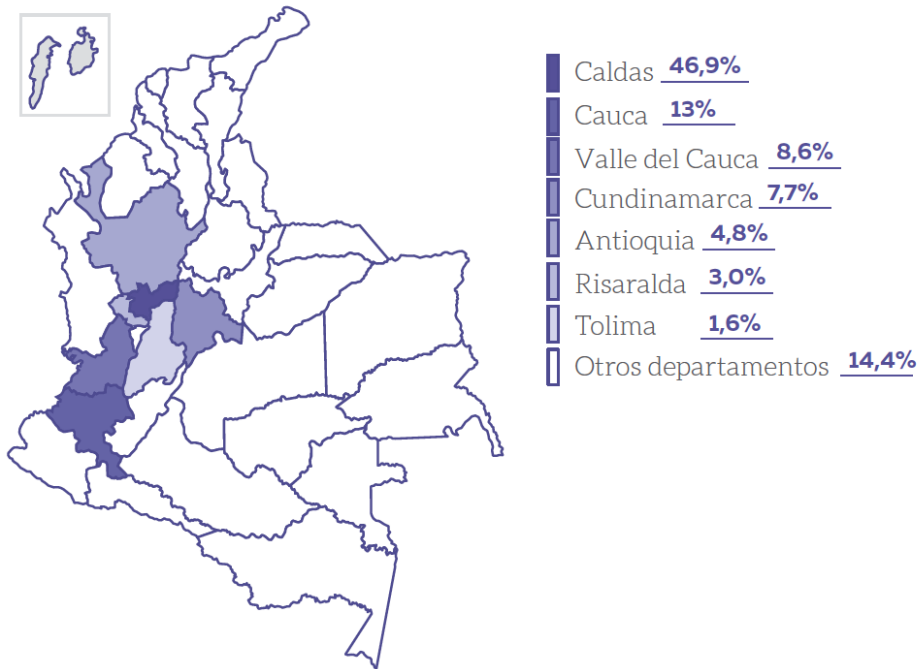 Caldas 46,9%
Cauca 13%
Valle del Cauca 8,6%
Cundinamarca 7,7%
Antioquia 4,8%
Risaralda 3,0%
Tolima 1,6%
Otros departamentos 14,4%